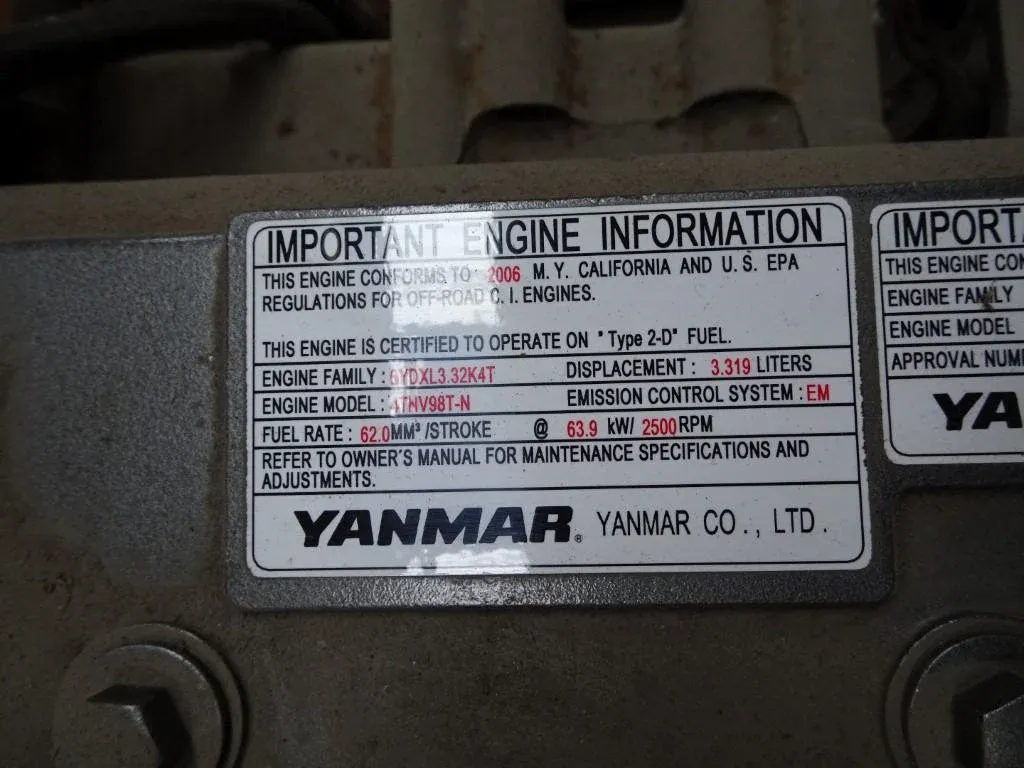 IMPORTANT ENGINE INFORMATION
THIS ENGINE CONFORMS TO 2006 M. Y. CALIFORNIA AND U. S. EPA
REGULATIONS FOR OFF-ROAD C. I. ENGINES.
THIS ENGINE IS CERTIFIED TO OPERATE ON "Type 2-D" FUEL.
ENGINE FAMILY : 6YDXL3.32K4T DISPLACEMENT : 3.319 LITERS
ENGINE MODEL : 4TNV98T-N EMISSION CONTROL SYSTEM : EM
FUEL RATE : 62.0 MM³ /STROKE @ 63.9 kW/ 2500 RPM
REFER TO OWNER'S MANUAL FOR MAINTENANCE SPECIFICATIONS AND
ADJUSTMENTS.
YANMAR® YANMAR CO., LTD.
IMPORTA
THIS ENGINE CON
ENGINE FAMILY
ENGINE MODEL
APPROVAL NUM
YA